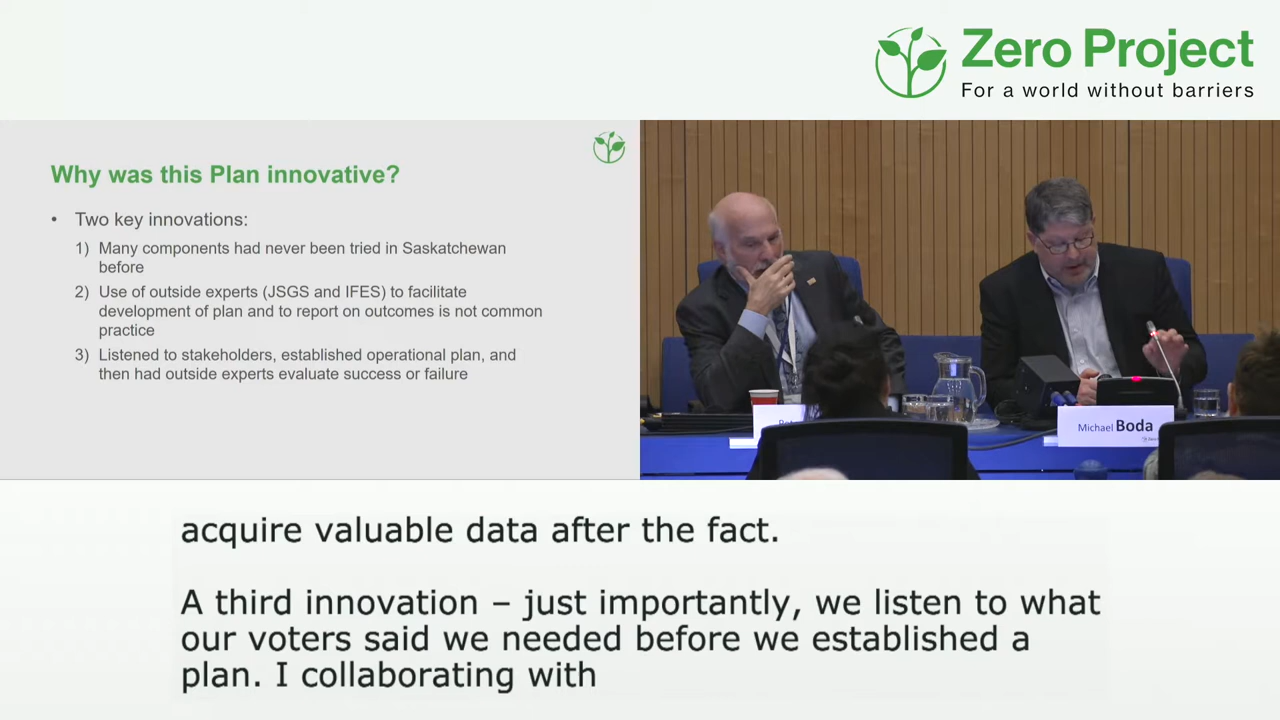 Zero Project
For a world without barriers
Why was this Plan innovative?
• Two key innovations:
1) Many components had never been tried in Saskatchewan
before
2) Use of outside experts (JSGS and IFES) to facilitate
development of plan and to report on outcomes is not common
practice
3) Listened to stakeholders, established operational plan, and
then had outside experts evaluate success or failure
Michael Boda
acquire valuable data after the fact.
A third innovation – just importantly, we listen to what
our voters said we needed before we established a
plan. I collaborating with